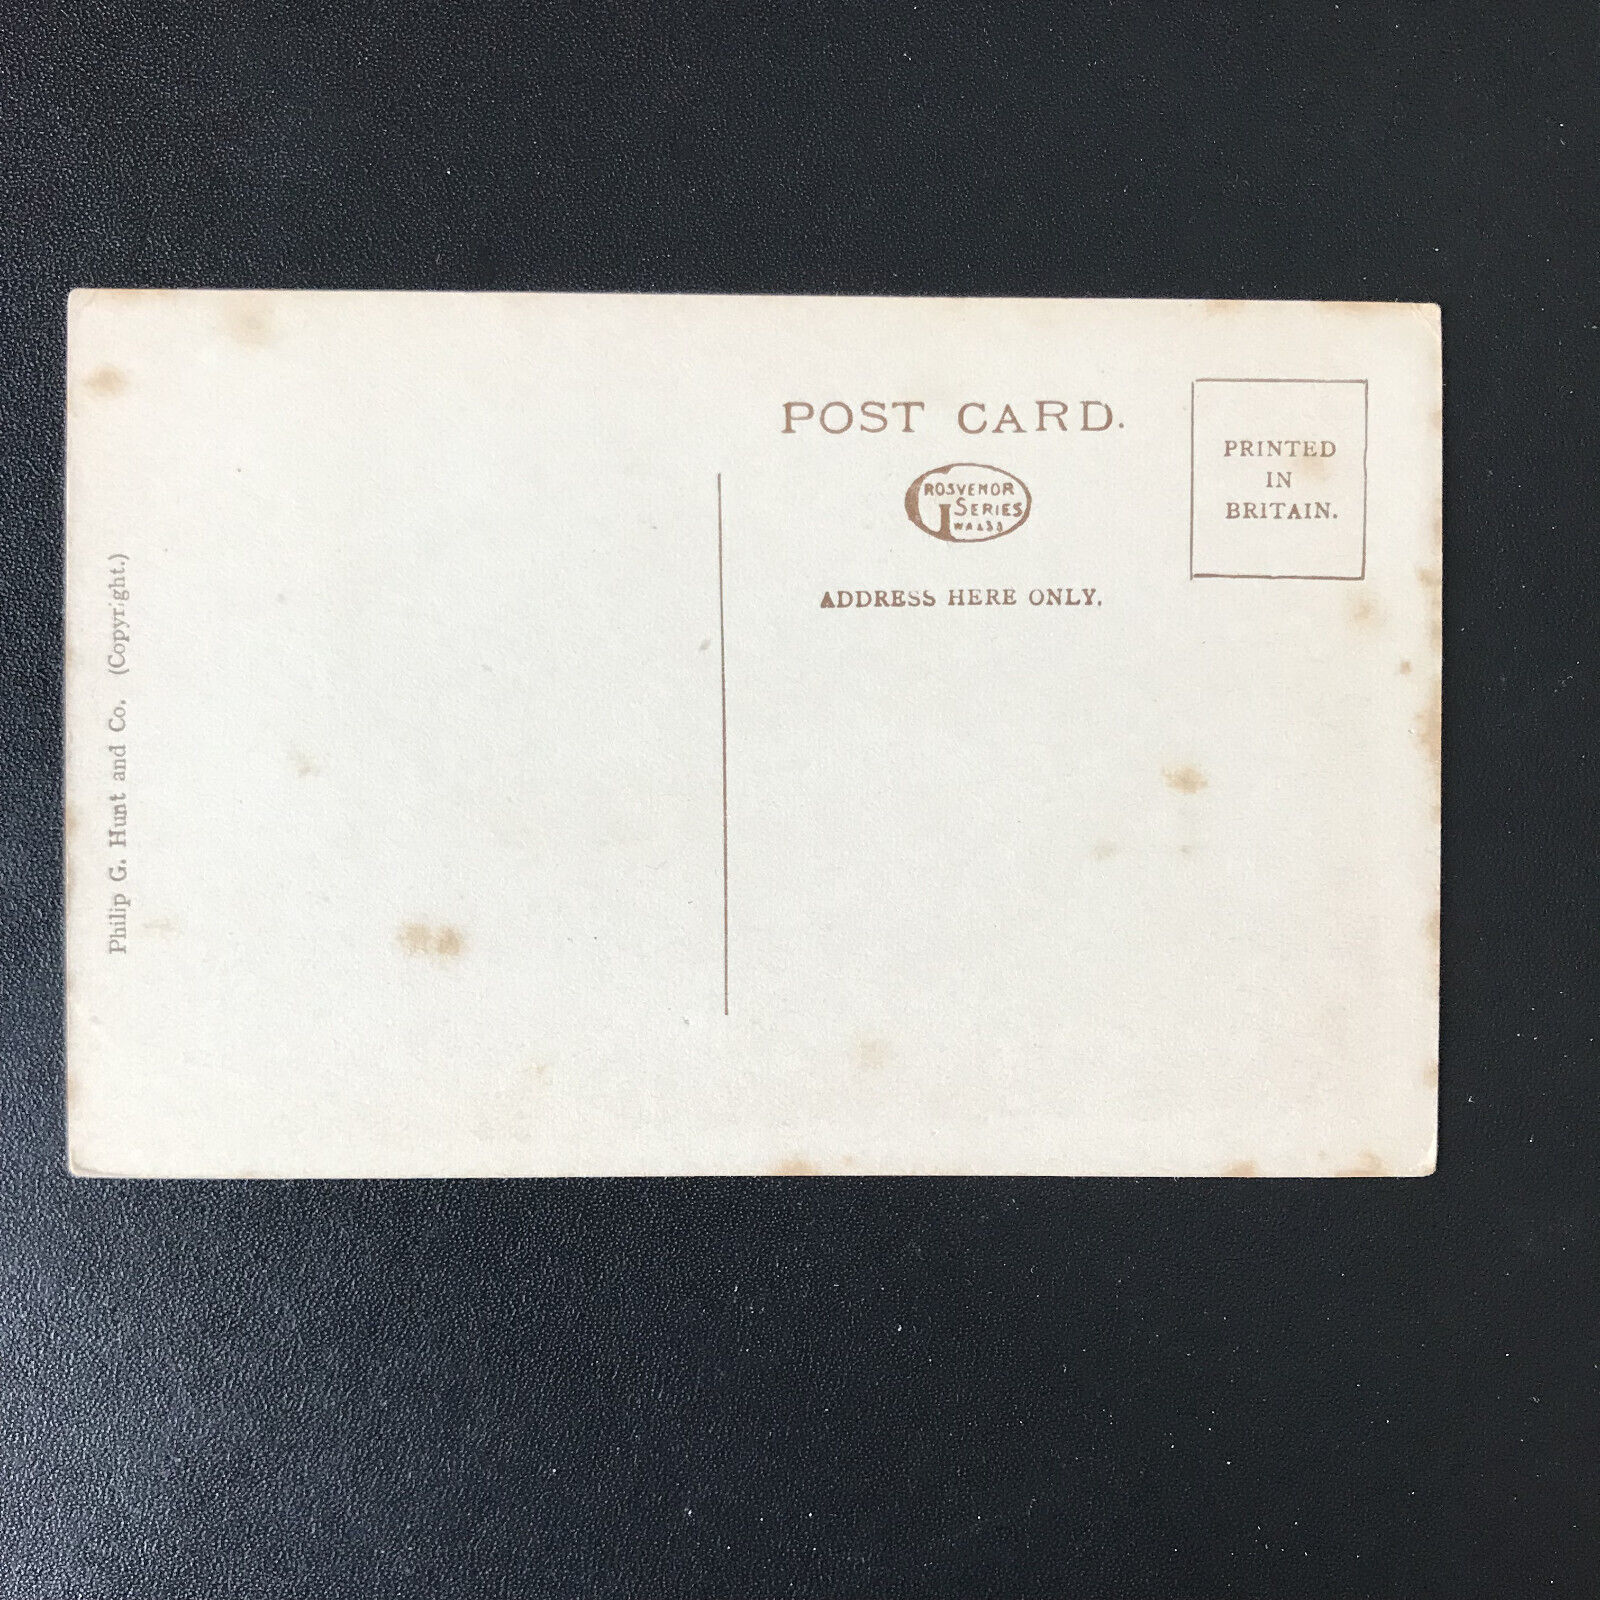 POST CARD.
GROSVENOR
SERIES
ADDRESS HERE ONLY.
PRINTED
IN
BRITAIN.
Philip G. Hunt and Co. (Copyright.)